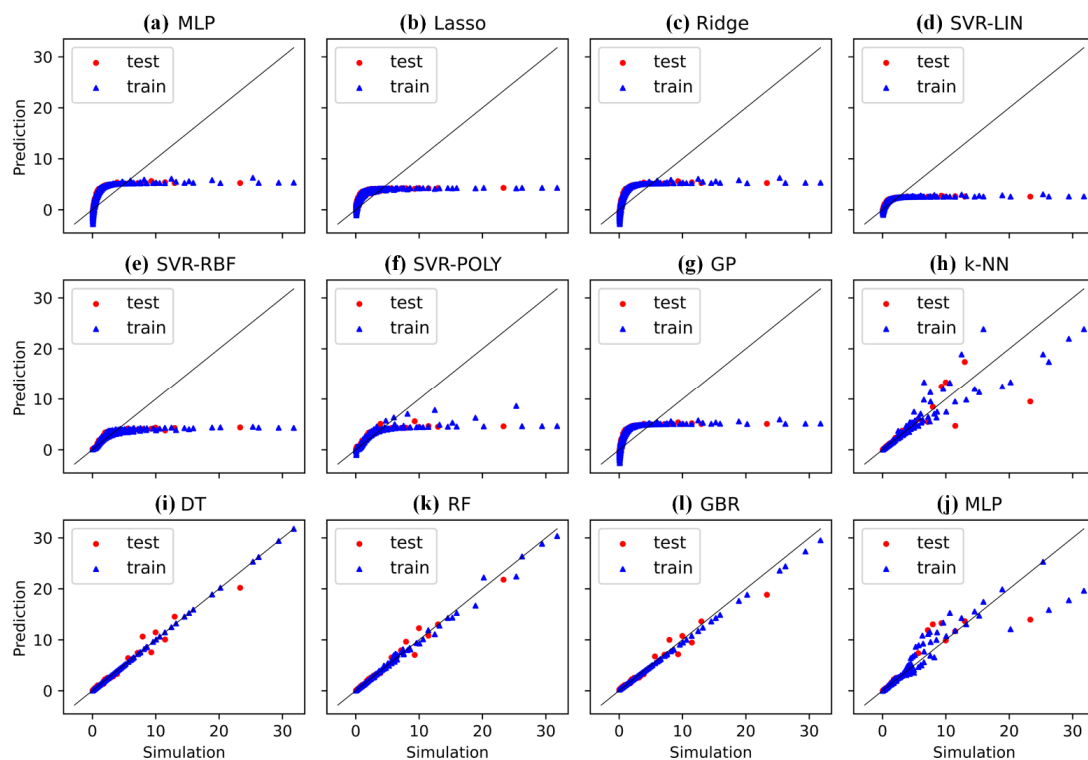 (a) MLP
(b) Lasso
(c) Ridge
(d) SVR-LIN
30
20
10
0
Prediction
test
train
test
train
test
train
test
train
(e) SVR-RBF
(f) SVR-POLY
(g) GP
(h) k-NN
30
20
10
0
Prediction
test
train
test
train
test
train
test
train
(i) DT
(k) RF
(l) GBR
(j) MLP
30
20
10
0
Prediction
test
train
test
train
test
train
test
train
0 10 20 30
0 10 20 30
0 10 20 30
0 10 20 30
Simulation
Simulation
Simulation
Simulation